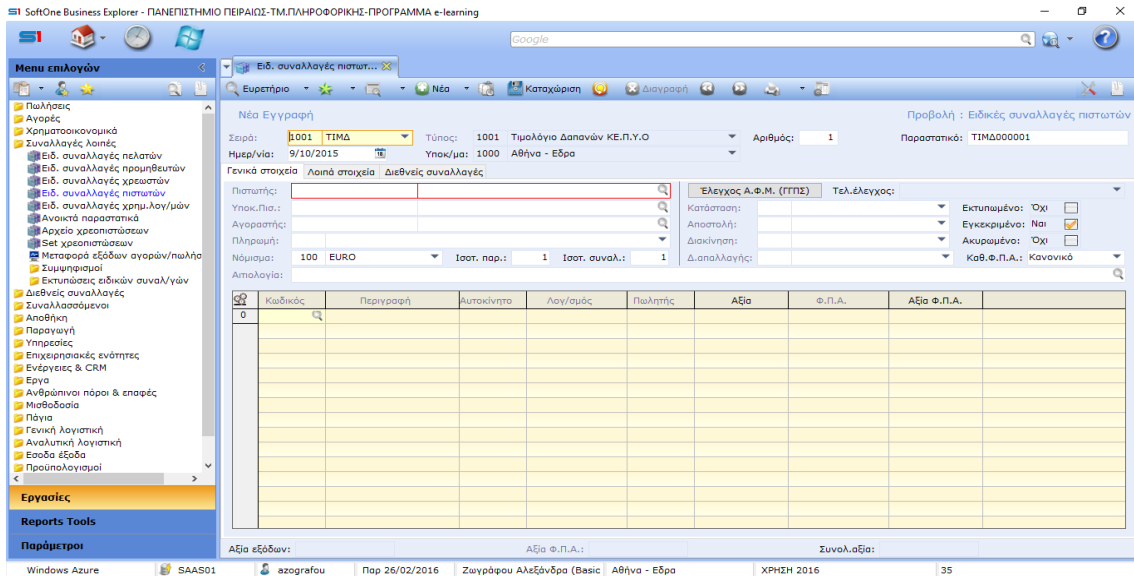 S1 SoftOne Business Explorer - ΠΑΝΕΠΙΣΤΗΜΙΟ ΠΕΙΡΑΙΩΣ-ΤΜ.ΠΛΗΡΟΦΟΡΙΚΗΣ-ΠΡΟΓΡΑΜΜΑ e-learning
S1 Google
Menu επιλογών
Ειδ. συναλλαγές πιστωτ...
Ευρετήριο Νέα Καταχώριση Διαγραφή
Πωλήσεις
Αγορές
Χρηματοοικονομικά
Συναλλαγές λοιπές
Ειδ. συναλλαγές πελατών
Ειδ. συναλλαγές προμηθευτών
Ειδ. συναλλαγές χρεωστών
Ειδ. συναλλαγές πιστωτών
Ειδ. συναλλαγές χρημ.λογ/μών
Ανοικτά παραστατικά
Αρχείο χρεοπιστώσεων
Set χρεοπιστώσεων
Μεταφορά εξόδων αγορών/πωλήσ
Συμψηφισμοί
Εκτυπώσεις ειδικών συναλ/γών
Διεθνείς συναλλαγές
Συναλλασσόμενοι
Αποθήκη
Παραγωγή
Υπηρεσίες
Επιχειρησιακές ενότητες
Ενέργειες & CRM
Εργα
Ανθρώπινοι πόροι & επαφές
Μισθοδοσία
Πάγια
Γενική λογιστική
Αναλυτική λογιστική
Εσοδα έξοδα
Προϋπολογισμοί
Εργασίες
Reports Tools
Παράμετροι
Νέα Εγγραφή Προβολή : Ειδικές συναλλαγές πιστωτών
Σειρά: 1001 ΤΙΜΔ Τύπος: 1001 Τιμολόγιο Δαπανών ΚΕ.Π.Υ.Ο Αριθμός: 1 Παραστατικό: ΤΙΜΔ000001
Ημερ/νία: 9/10/2015 Υποκ/μα: 1000 Αθήνα - Εδρα
Γενικά στοιχεία Λοιπά στοιχεία Διεθνείς συναλλαγές
Πιστωτής: Έλεγχος Α.Φ.Μ. (ΓΓΠΣ) Τελ.έλεγχος:
Υποκ.Πισ.: Κατάσταση: Εκτυπωμένο: Όχι
Αγοραστής: Αποστολή: Εγκεκριμένο: Ναι
Πληρωμή: Διακίνηση: Ακυρωμένο: Όχι
Νόμισμα: 100 EURO Ισοτ. παρ.: 1 Ισοτ. συναλ.: 1 Δ.απαλλαγής: Καθ.Φ.Π.Α.: Κανονικό
Αιτιολογία:
Κωδικός Περιγραφή Αυτοκίνητο Λογ/σμός Πωλητής Αξία Φ.Π.Α. Αξία Φ.Π.Α.
0
Αξία εξόδων: Αξία Φ.Π.Α.: Συνολ.αξία:
Windows Azure SAAS01 azografou Παρ 26/02/2016 Ζωγράφου Αλεξάνδρα (Basic Αθήνα - Εδρα ΧΡΗΣΗ 2016 35